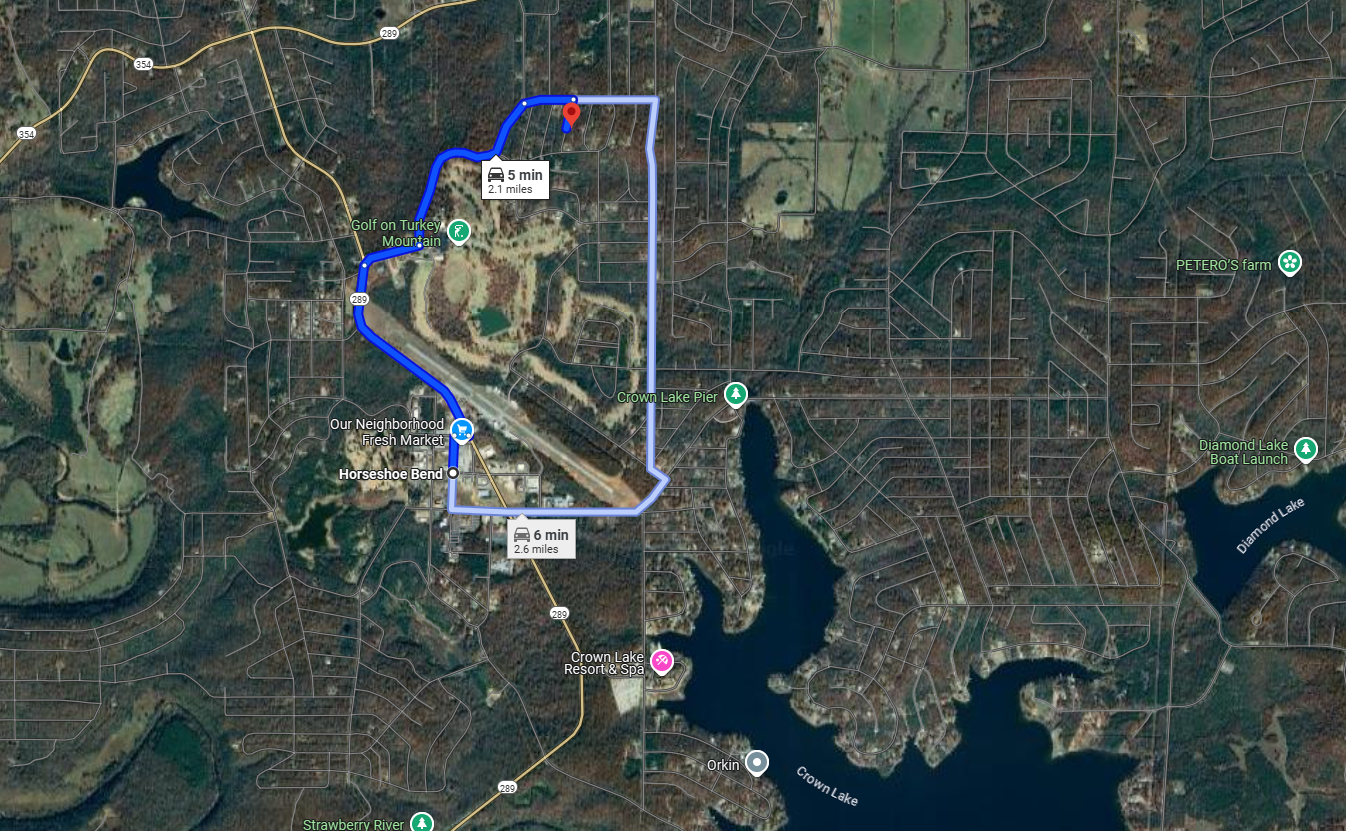 289
354
354
5 min
2.1 miles
Golf on Turkey
Mountain
PETERO'S farm
289
Crown Lake Pier
Our Neighborhood
Fresh Market
Diamond Lake
Boat Launch
Horseshoe Bend
Diamond Lake
6 min
2.6 miles
289
Crown Lake
Resort & Spa
Orkin
Crown Lake
289
Strawberry River